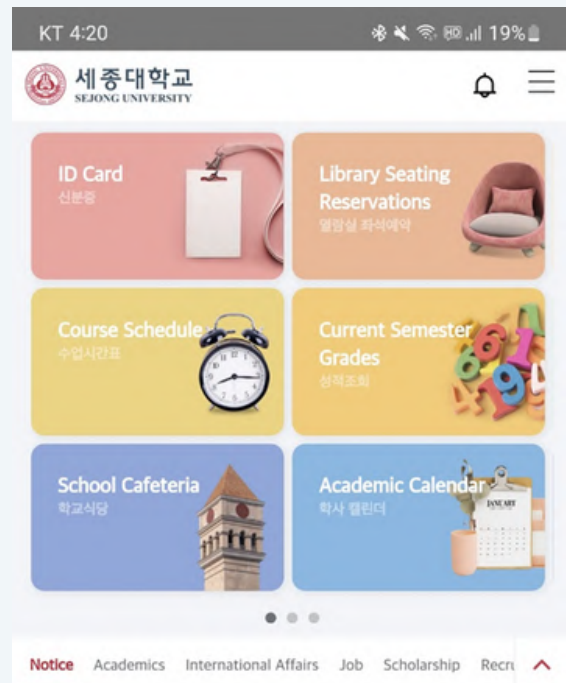 KT 4:20
19%
세종대학교
SEJONG UNIVERSITY
ID Card
신분증
Library Seating
Reservations
열람실 좌석예약
Course Schedule
수업시간표
Current Semester
Grades
성적조회
School Cafeteria
학교식당
Academic Calendar
학사 캘린더
JANUARY
Notice Academics International Affairs Job Scholarship Recru